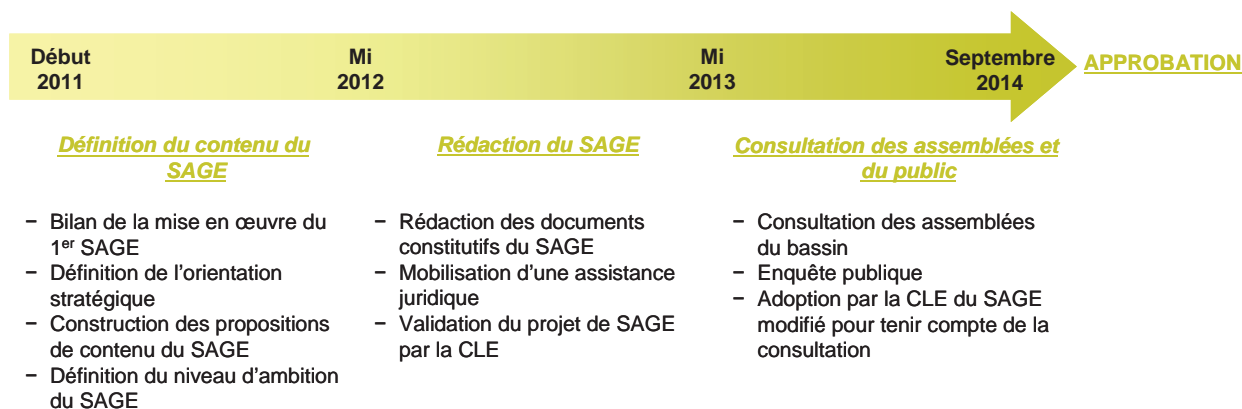 Début
2011
Mi
2012
Mi
2013
Septembre
2014
APPROBATION
Définition du contenu du
SAGE
− Bilan de la mise en œuvre du
1er SAGE
− Définition de l'orientation
stratégique
− Construction des propositions
de contenu du SAGE
− Définition du niveau d'ambition
du SAGE
Rédaction du SAGE
− Rédaction des documents
constitutifs du SAGE
− Mobilisation d'une assistance
juridique
− Validation du projet de SAGE
par la CLE
Consultation des assemblées et
du public
− Consultation des assemblées
du bassin
− Enquête publique
− Adoption par la CLE du SAGE
modifié pour tenir compte de la
consultation